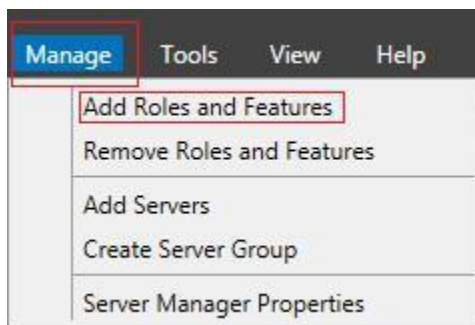 Manage Tools View Help
Add Roles and Features
Remove Roles and Features
Add Servers
Create Server Group
Server Manager Properties